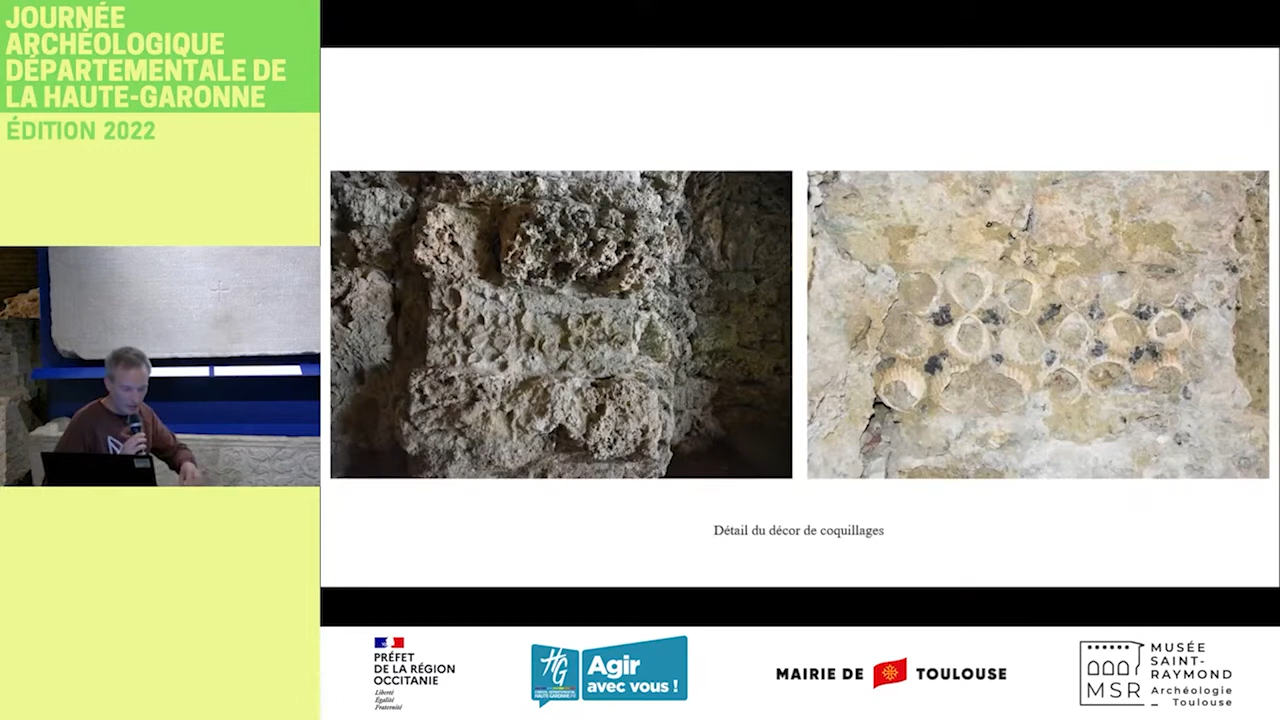 JOURNÉE
ARCHÉOLOGIQUE
DÉPARTEMENTALE DE
LA HAUTE-GARONNE
ÉDITION 2022
Détail du décor de coquillages
PRÉFET
DE LA RÉGION
OCCITANIE
Liberté
Égalité
Fraternité
HG
Agir
avec vous !
MAIRIE DE TOULOUSE
MSR
MUSÉE
SAINT-
RAYMOND
Archéologie
Toulouse